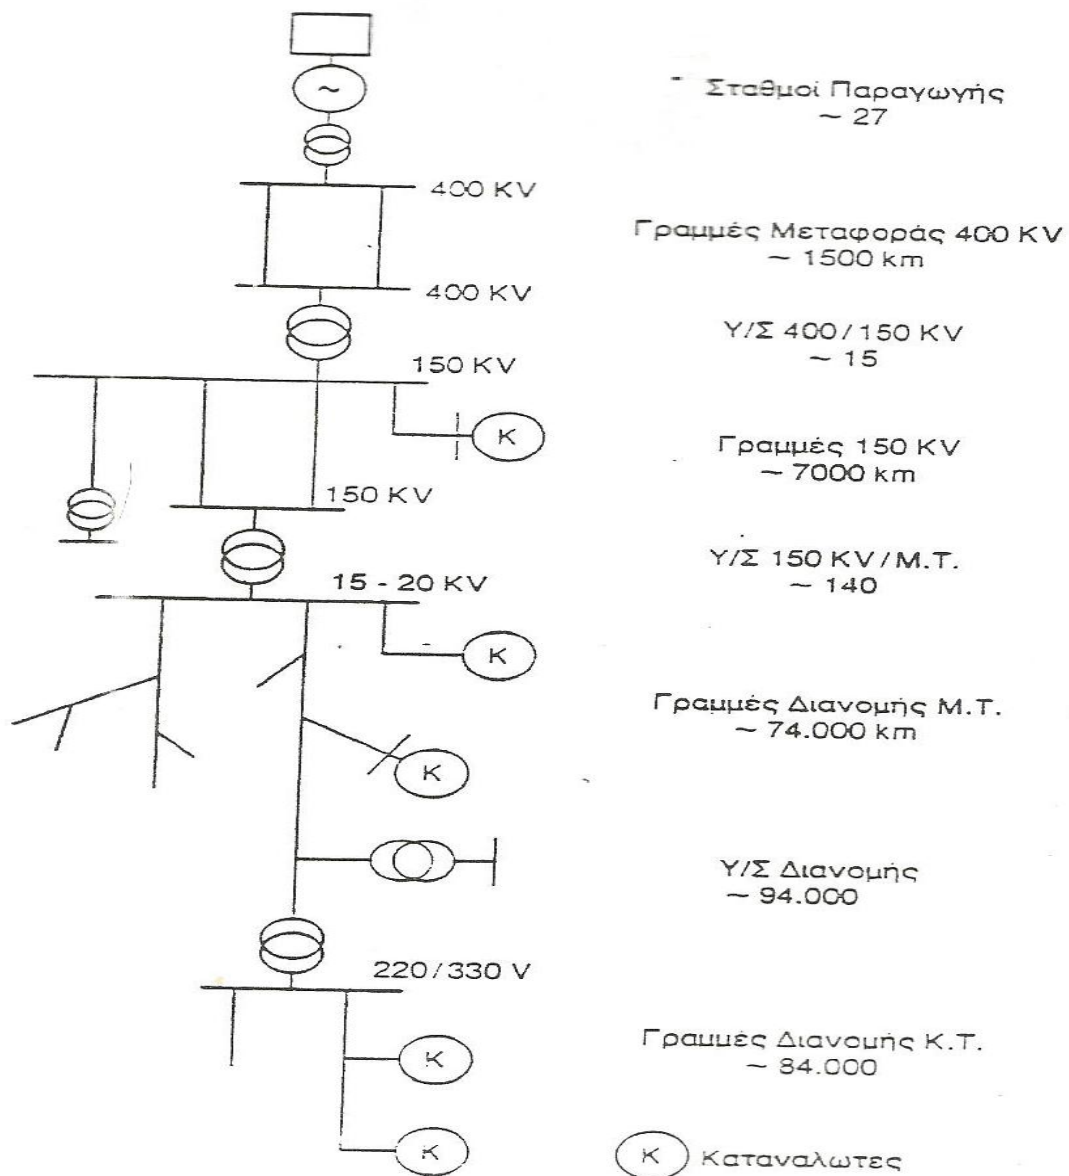 ~
Σταθμοί Παραγωγής
~ 27
400 KV
Γραμμές Μεταφοράς 400 KV
~ 1500 km
400 KV
Υ/Σ 400/150 KV
~ 15
150 KV
K
Γραμμές 150 KV
~ 7000 km
150 KV
Υ/Σ 150 KV/Μ.Τ.
~ 140
15 - 20 KV
K
Γραμμές Διανομής Μ.Τ.
~ 74.000 km
K
Υ/Σ Διανομής
~ 94.000
220/330 V
Γραμμές Διανομής Κ.Τ.
~ 84.000
K
K
K Καταναλωτες